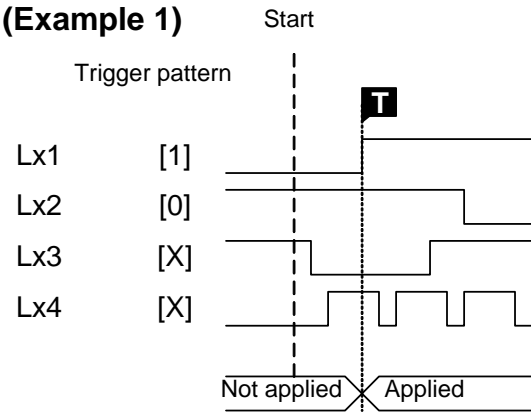 (Example 1)
Start
Trigger pattern
T
Lx1 [1]
Lx2 [0]
Lx3 [X]
Lx4 [X]
Not applied Applied